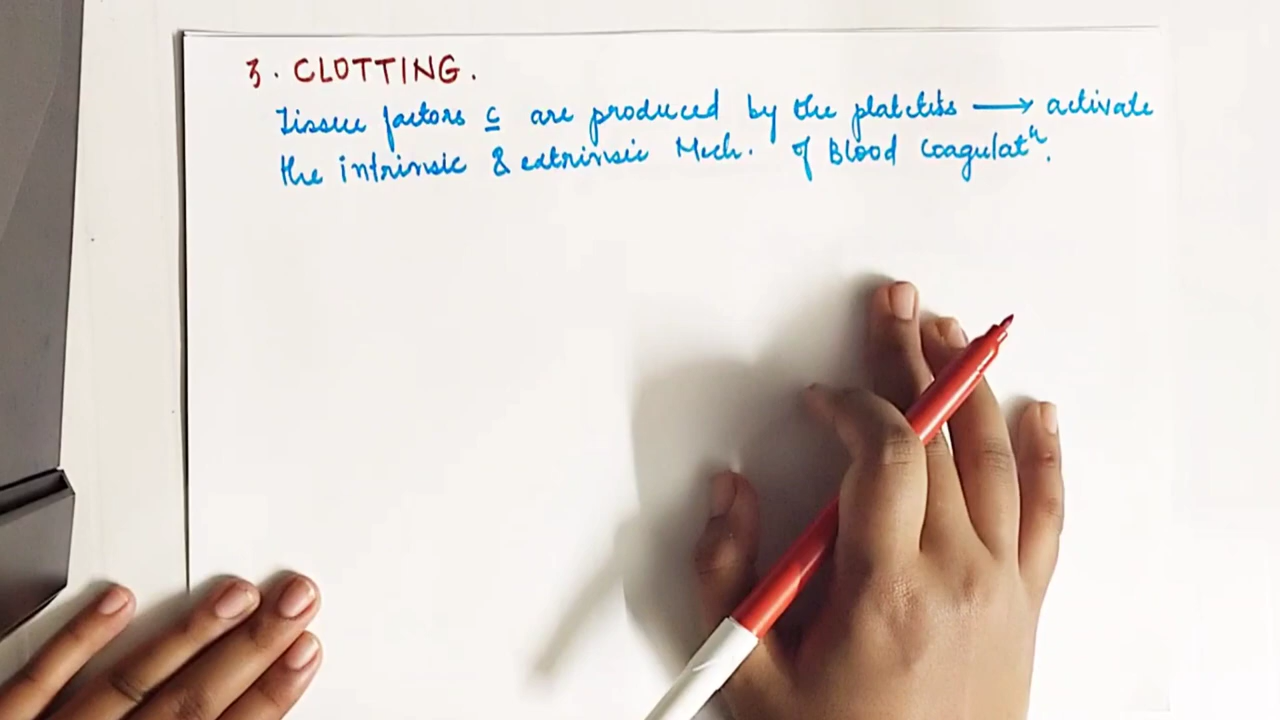 3. CLOTTING.
Tissue factors c are produced by the platelets → activate
the intrinsic & extrinsic Mech. of Blood Coagulatn.